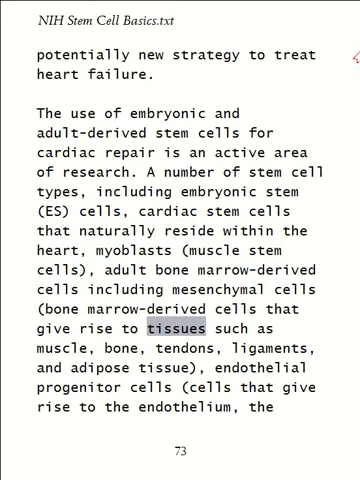 NIH Stem Cell Basics.txt
potentially new strategy to treat
heart failure.
The use of embryonic and
adult-derived stem cells for
cardiac repair is an active area
of research. A number of stem cell
types, including embryonic stem
(ES) cells, cardiac stem cells
that naturally reside within the
heart, myoblasts (muscle stem
cells), adult bone marrow-derived
cells including mesenchymal cells
(bone marrow-derived cells that
give rise to tissues such as
muscle, bone, tendons, ligaments,
and adipose tissue), endothelial
progenitor cells (cells that give
rise to the endothelium, the
73